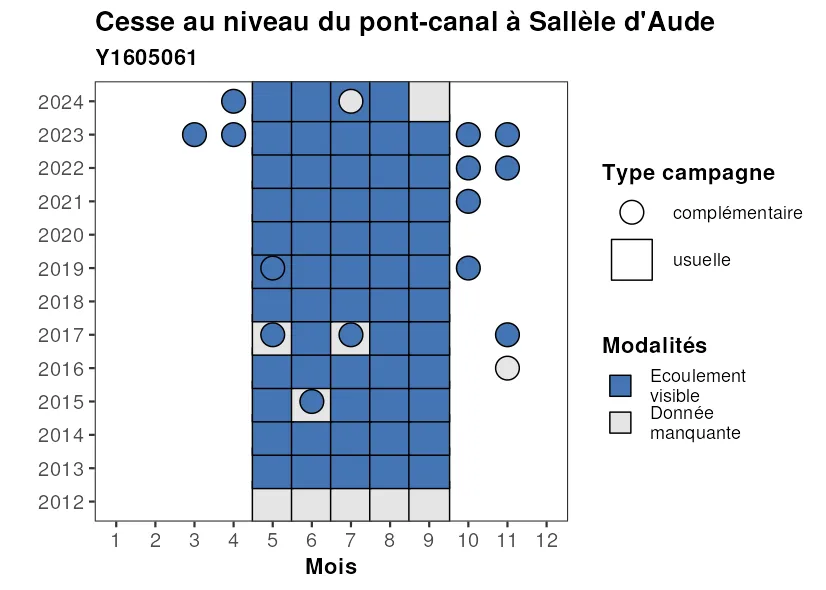 Cesse au niveau du pont-canal à Sallèle d'Aude
Y1605061
2024
2023
2022
2021
2020
2019
2018
2017
2016
2015
2014
2013
2012
1 2 3 4 5 6 7 8 9 10 11 12
Mois
Type campagne
complémentaire
usuelle
Modalités
Ecoulement
visible
Donnée
manquante